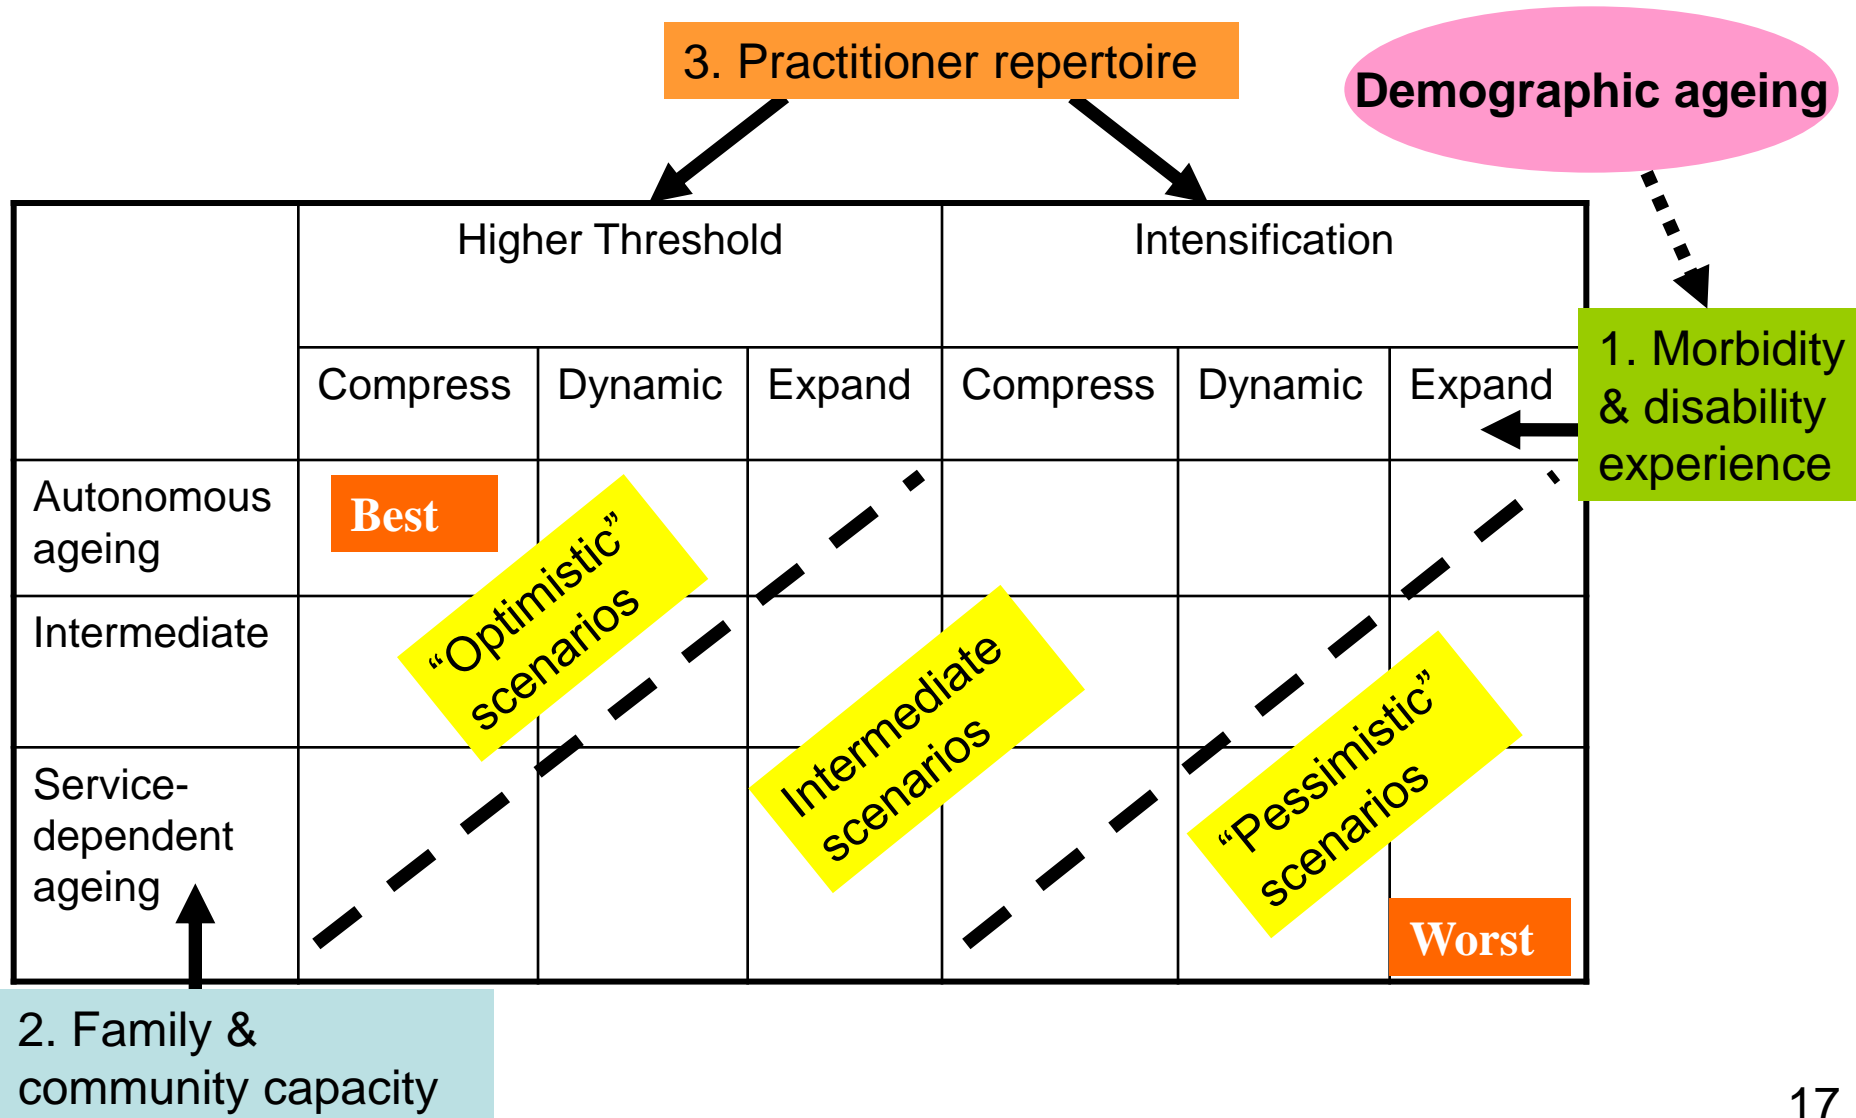 3. Practitioner repertoire
Demographic ageing
Higher Threshold
Intensification
Compress
Dynamic
Expand
Compress
Dynamic
Expand
1. Morbidity
& disability
experience
Autonomous
ageing
Best
“Optimistic”
scenarios
Intermediate
Intermediate
scenarios
“Pessimistic”
scenarios
Service-
dependent
ageing
Worst
2. Family &
community capacity
17